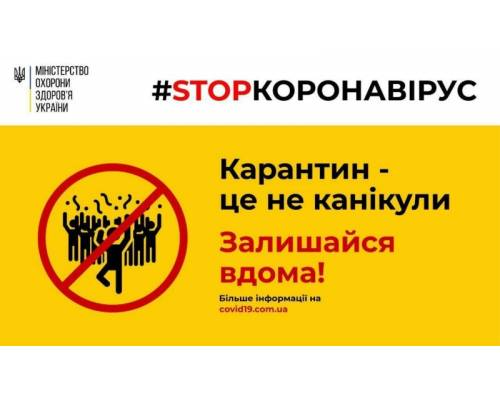 МІНІСТЕРСТВО
ОХОРОНИ
ЗДОРОВ'Я
УКРАЇНИ
#STOPКОРОНАВІРУС
Карантин -
це не канікули
Залишайся
вдома!
Більше інформації на
covid19.com.ua